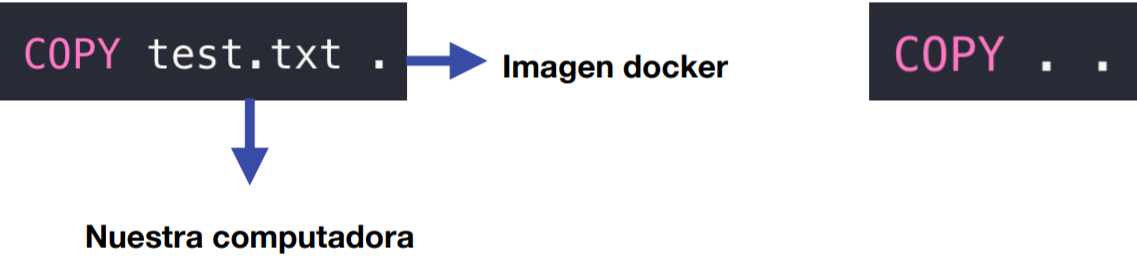 COPY test.txt .
Imagen docker
COPY . .
Nuestra computadora